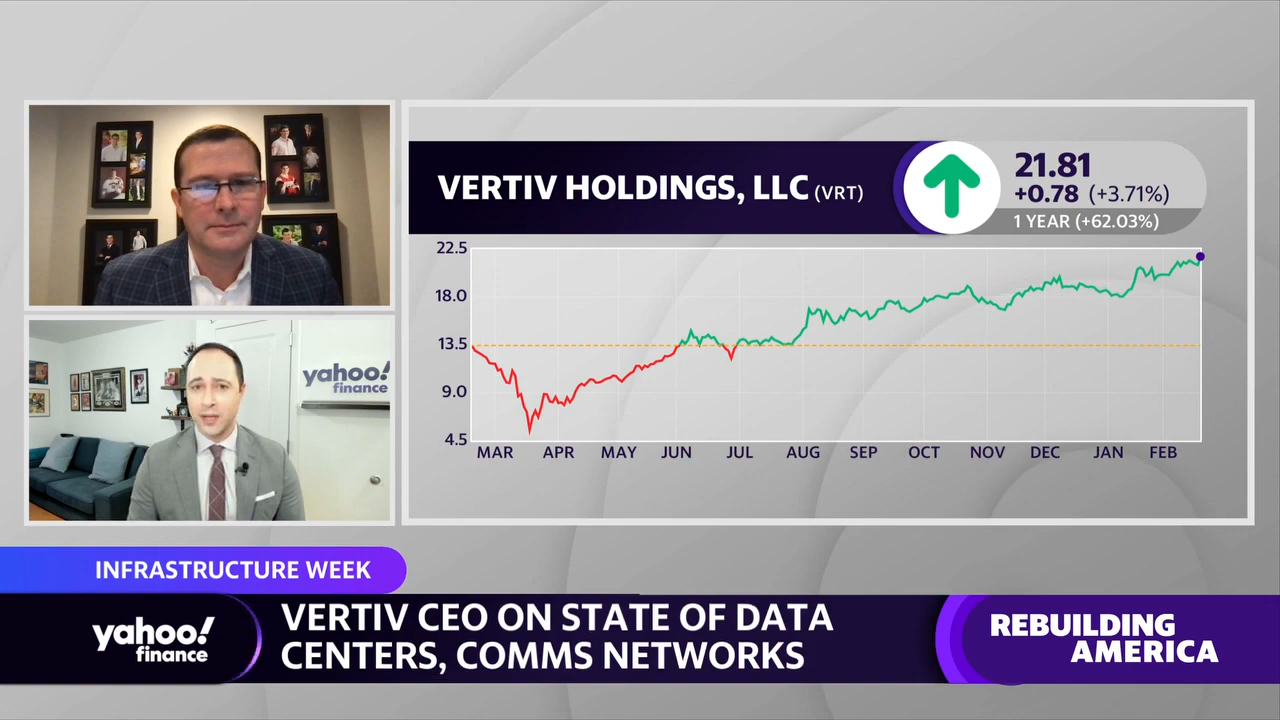 yahoo!
finance
VERTIV HOLDINGS, LLC (VRT)
21.81
+0.78 (+3.71%)
1 YEAR (+62.03%)
22.5
18.0
13.5
9.0
4.5
MAR APR MAY JUN JUL AUG SEP OCT NOV DEC JAN FEB
INFRASTRUCTURE WEEK
yahoo!
finance
VERTIV CEO ON STATE OF DATA
CENTERS, COMMS NETWORKS
REBUILDING
AMERICA